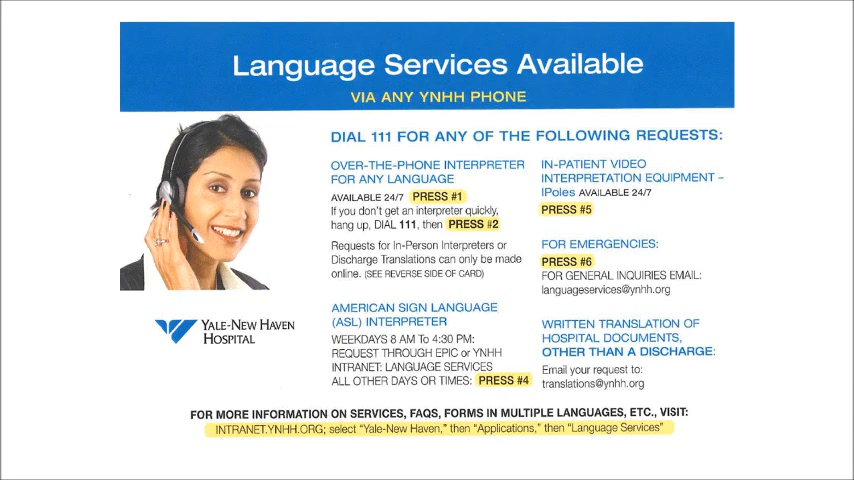 Language Services Available
VIA ANY YNHH PHONE
DIAL 111 FOR ANY OF THE FOLLOWING REQUESTS:
OVER-THE-PHONE INTERPRETER
FOR ANY LANGUAGE
AVAILABLE 24/7 PRESS #1
If you don't get an interpreter quickly,
hang up, DIAL 111, then PRESS #2
Requests for In-Person Interpreters or
Discharge Translations can only be made
online. (SEE REVERSE SIDE OF CARD)
AMERICAN SIGN LANGUAGE
(ASL) INTERPRETER
WEEKDAYS 8 AM To 4:30 PM:
REQUEST THROUGH EPIC or YNHH
INTRANET: LANGUAGE SERVICES
ALL OTHER DAYS OR TIMES: PRESS #4
IN-PATIENT VIDEO
INTERPRETATION EQUIPMENT –
IPoles AVAILABLE 24/7
PRESS #5
FOR EMERGENCIES:
PRESS #6
FOR GENERAL INQUIRIES EMAIL:
languageservices@ynhh.org
WRITTEN TRANSLATION OF
HOSPITAL DOCUMENTS,
OTHER THAN A DISCHARGE:
Email your request to:
translations@ynhh.org
YALE-NEW HAVEN
HOSPITAL
FOR MORE INFORMATION ON SERVICES, FAQS, FORMS IN MULTIPLE LANGUAGES, ETC., VISIT:
INTRANET.YNHH.ORG; select “Yale-New Haven,” then “Applications,” then “Language Services”